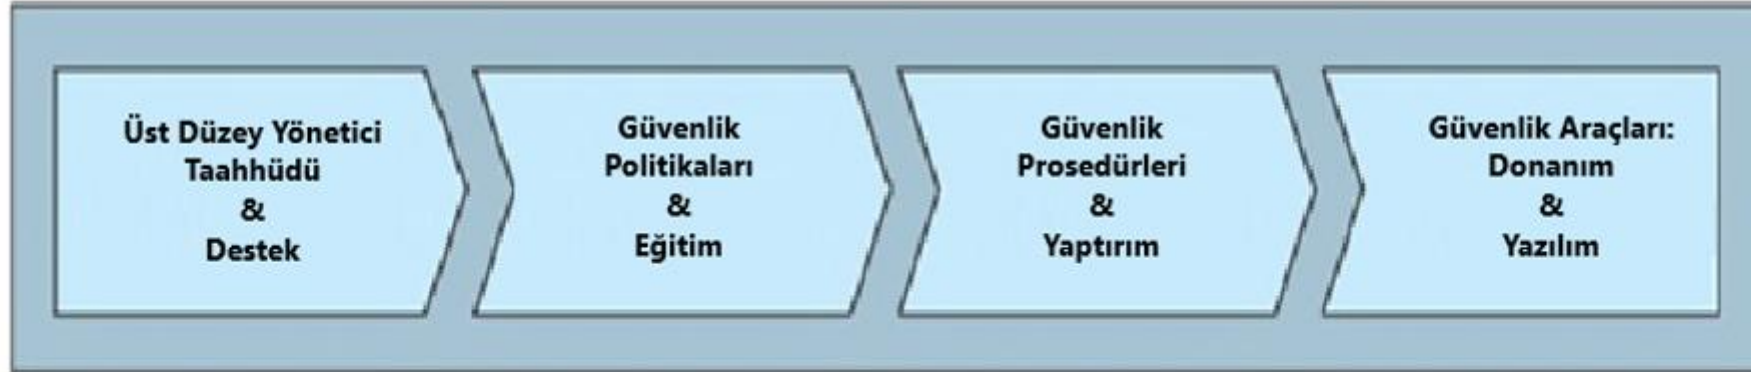 Üst Düzey Yönetici
Taahhüdü
&
Destek
Güvenlik
Politikaları
&
Eğitim
Güvenlik
Prosedürleri
&
Yaptırım
Güvenlik Araçları:
Donanım
&
Yazılım